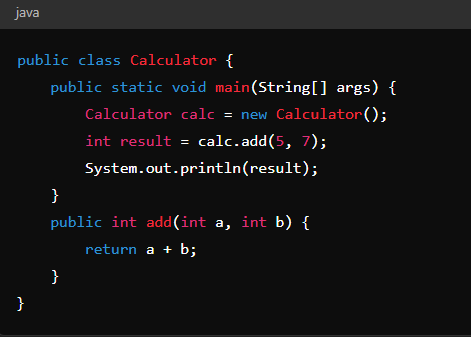 java
public class Calculator {
    public static void main(String[] args) {
        Calculator calc = new Calculator();
        int result = calc.add(5, 7);
        System.out.println(result);
    }
    public int add(int a, int b) {
        return a + b;
    }
}